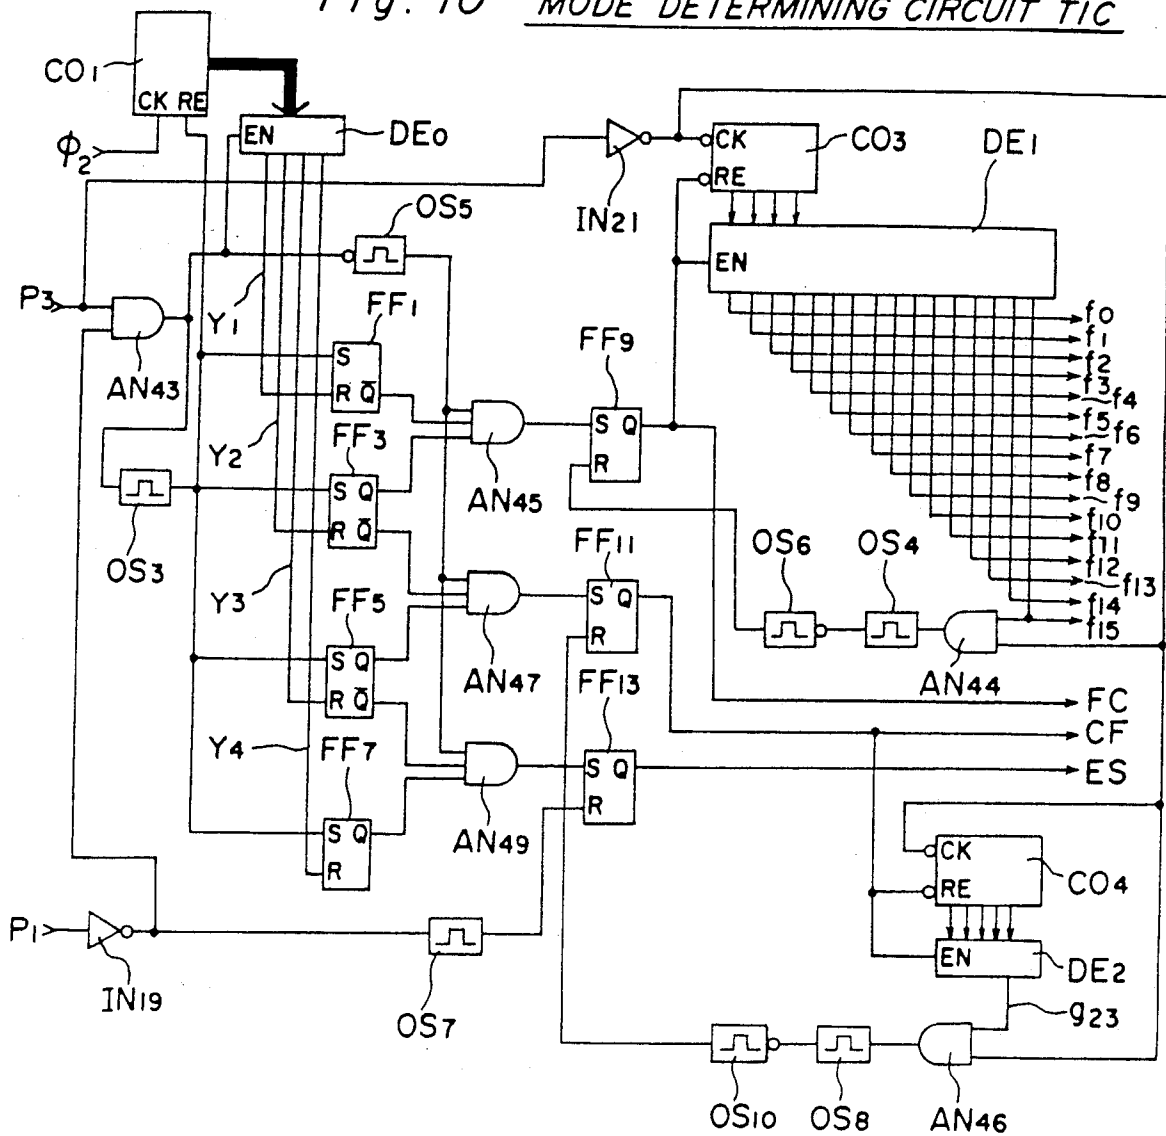 Fig. 10 MODE DETERMINING CIRCUIT TIC
CO1
CK RE
φ2
EN
DE0
CK
RE
CO3
DE1
IN21
OS5
EN
P3
AN43
Y1
FF1
S
R Q̅
FF9
S Q
R
f0
f1
f2
f3
f4
f5
f6
f7
f8
f9
f10
f11
f12
f13
f14
f15
Y2
FF3
S Q
R Q̅
AN45
OS3
FF11
S Q
R
OS6
OS4
AN44
Y3
FF5
S Q
R Q̅
AN47
FF13
S Q
R
FC
CF
ES
Y4
FF7
S Q
R
AN49
CK
RE
CO4
EN
DE2
g23
P1
IN19
OS7
OS10
OS8
AN46